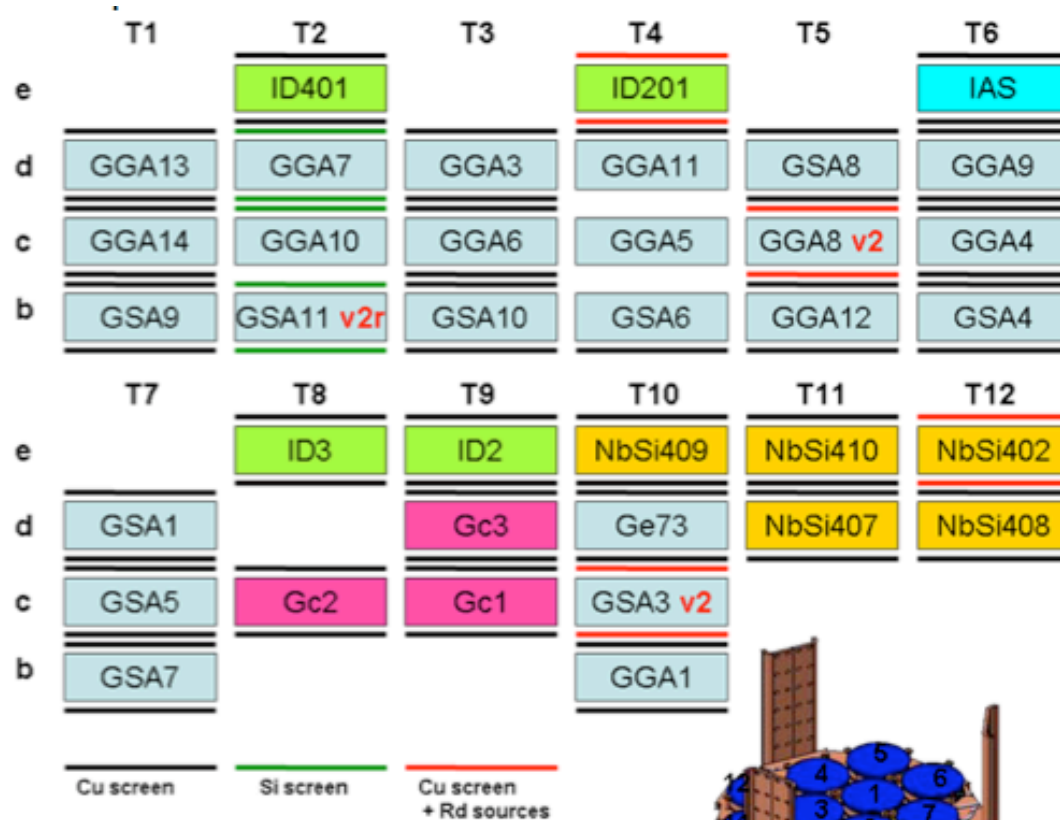 T1 T2 T3 T4 T5 T6
e ID401 ID201 IAS
d GGA13 GGA7 GGA3 GGA11 GSA8 GGA9
c GGA14 GGA10 GGA6 GGA5 GGA8 v2 GGA4
b GSA9 GSA11 v2r GSA10 GSA6 GGA12 GSA4
T7 T8 T9 T10 T11 T12
e ID3 ID2 NbSi409 NbSi410 NbSi402
d GSA1 Gc3 Ge73 NbSi407 NbSi408
c GSA5 Gc2 Gc1 GSA3 v2
b GSA7 GGA1
Cu screen Si screen Cu screen
+ Rd sources
5
4 6
12 1
3 7